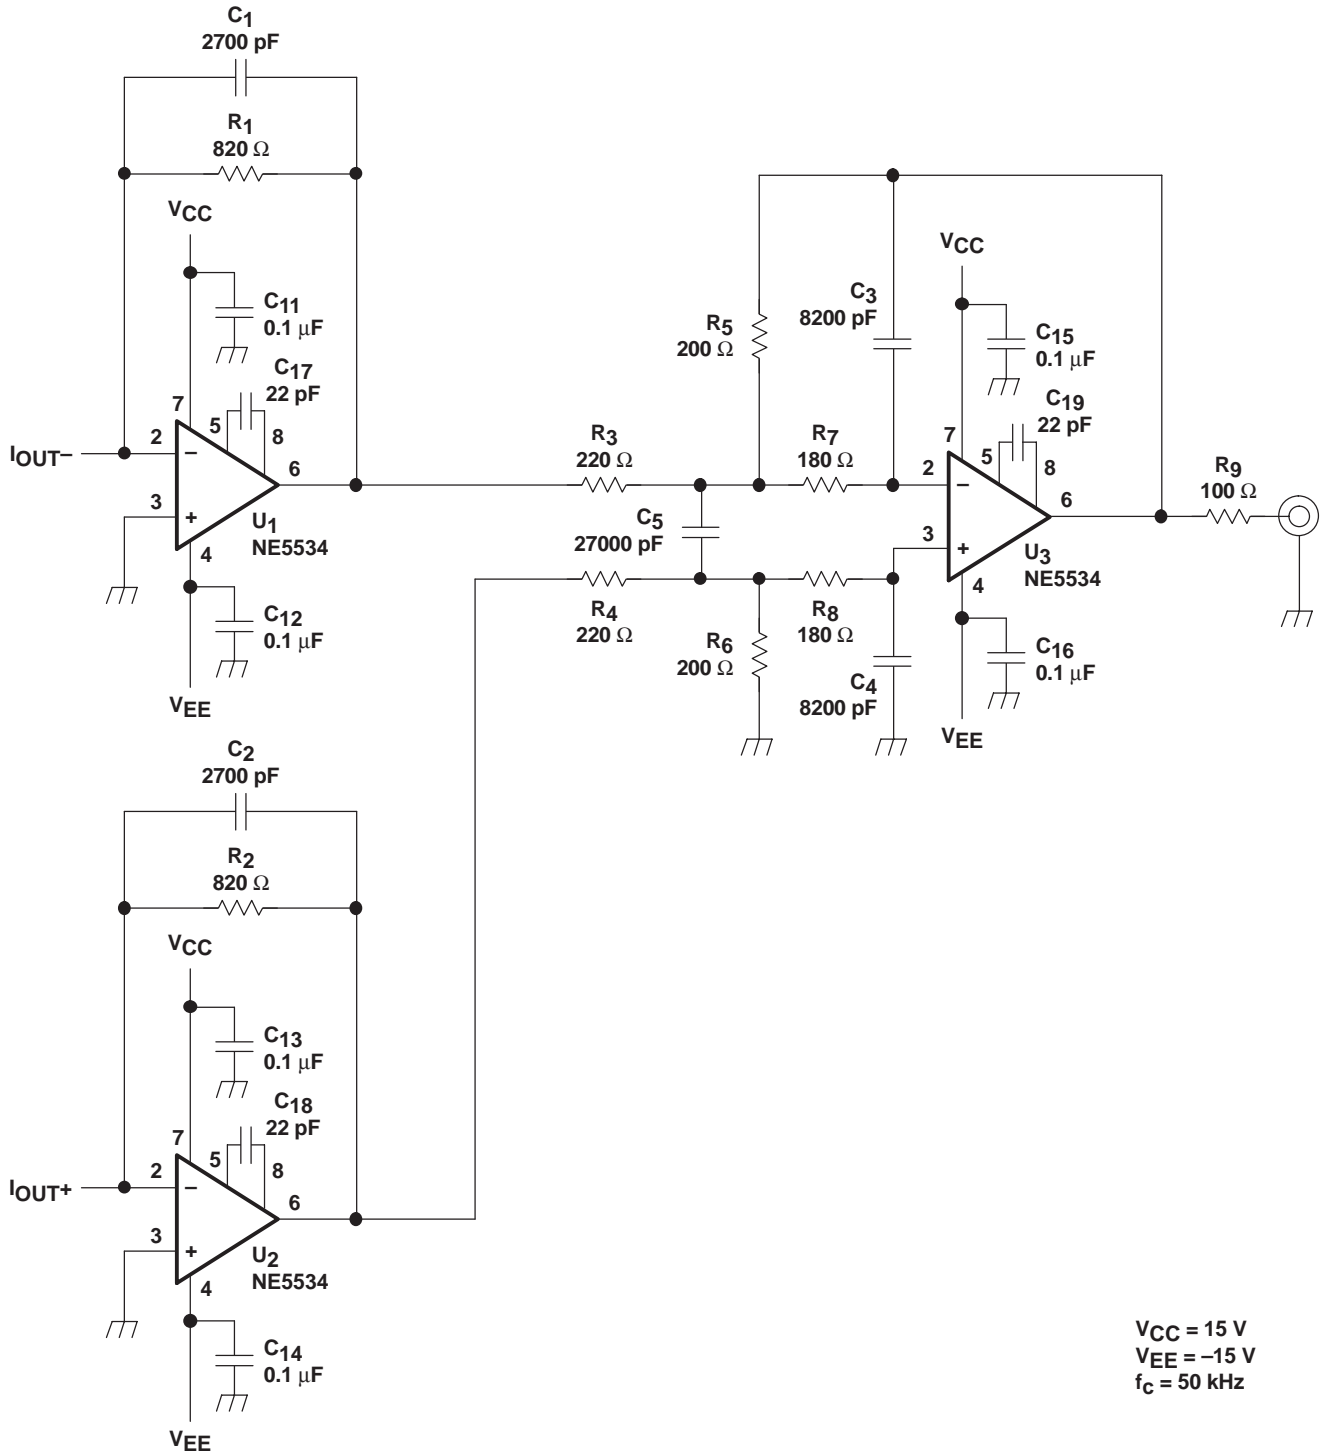 C1
2700 pF
R1
820 Ω
VCC
C11
0.1 μF
C17
22 pF
7
5
8
2
IOUT–
–
6
3
+
U1
NE5534
4
C12
0.1 μF
VEE
R3
220 Ω
R5
200 Ω
C3
8200 pF
R7
180 Ω
C5
27000 pF
R4
220 Ω
R6
200 Ω
R8
180 Ω
C4
8200 pF
VCC
C15
0.1 μF
C19
22 pF
7
5
8
2
–
6
3
+
U3
NE5534
4
C16
0.1 μF
VEE
R9
100 Ω
C2
2700 pF
R2
820 Ω
VCC
C13
0.1 μF
C18
22 pF
7
5
8
2
IOUT+
–
6
3
+
U2
NE5534
4
C14
0.1 μF
VEE
VCC = 15 V
VEE = –15 V
fc = 50 kHz